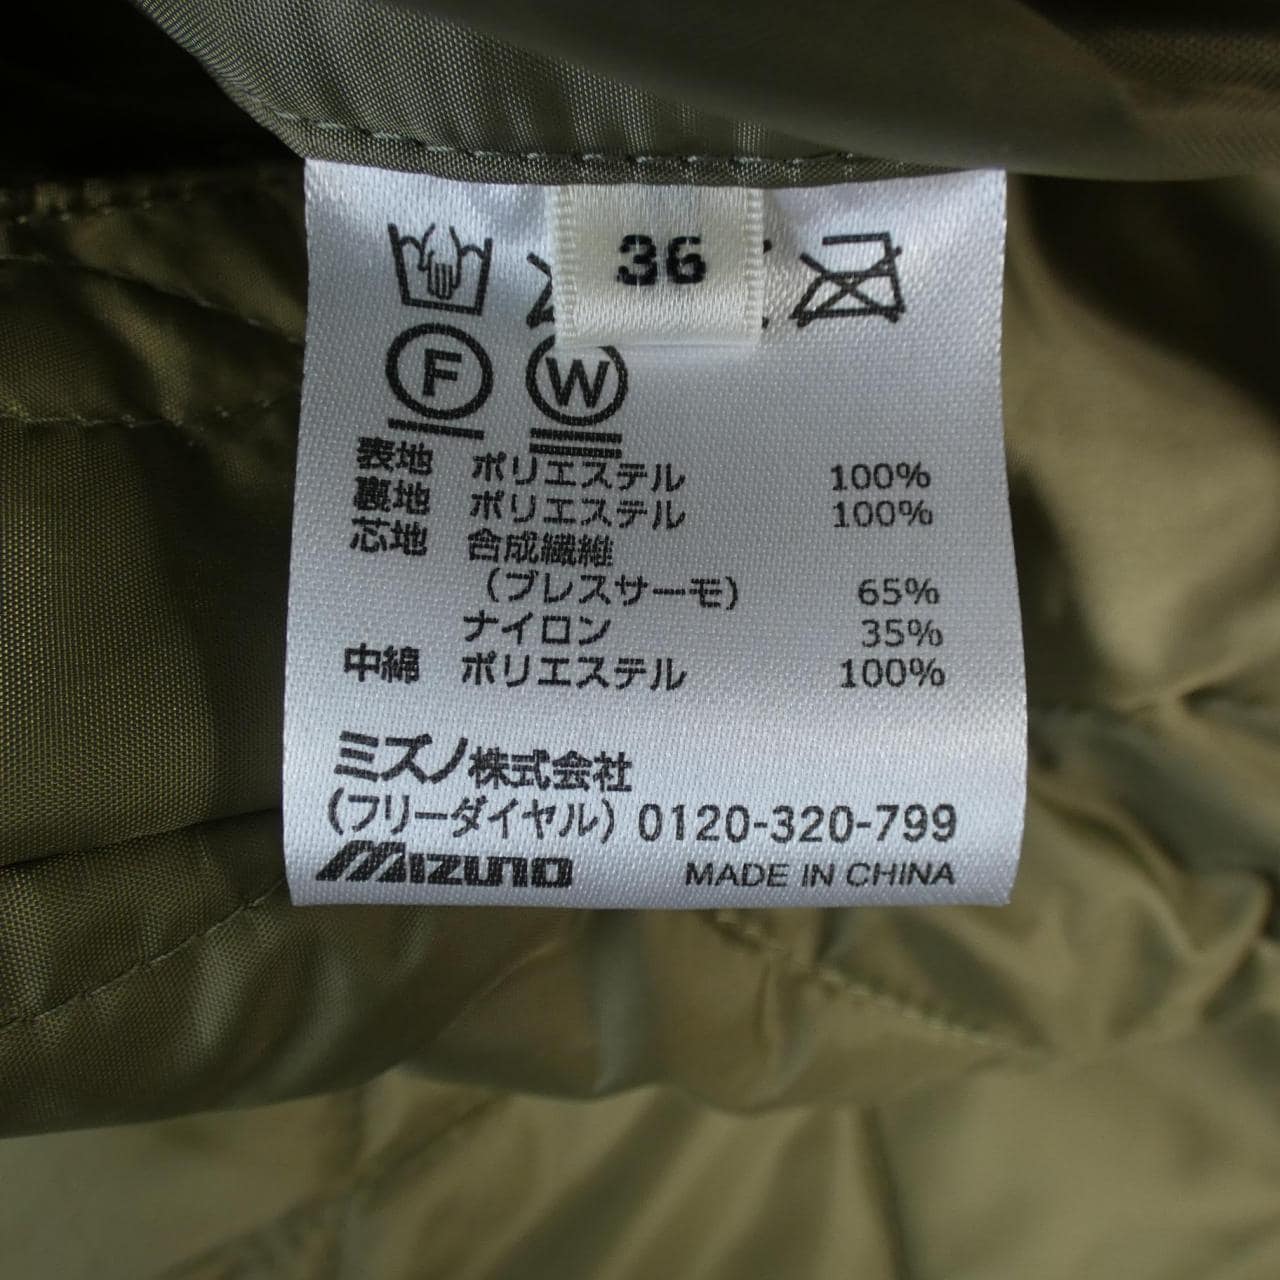 36
F W
表地 ポリエステル 100%
裏地 ポリエステル 100%
芯地 合成繊維
(ブレスサーモ) 65%
ナイロン 35%
中綿 ポリエステル 100%
ミズノ株式会社
(フリーダイヤル) 0120-320-799
MIZUNO MADE IN CHINA